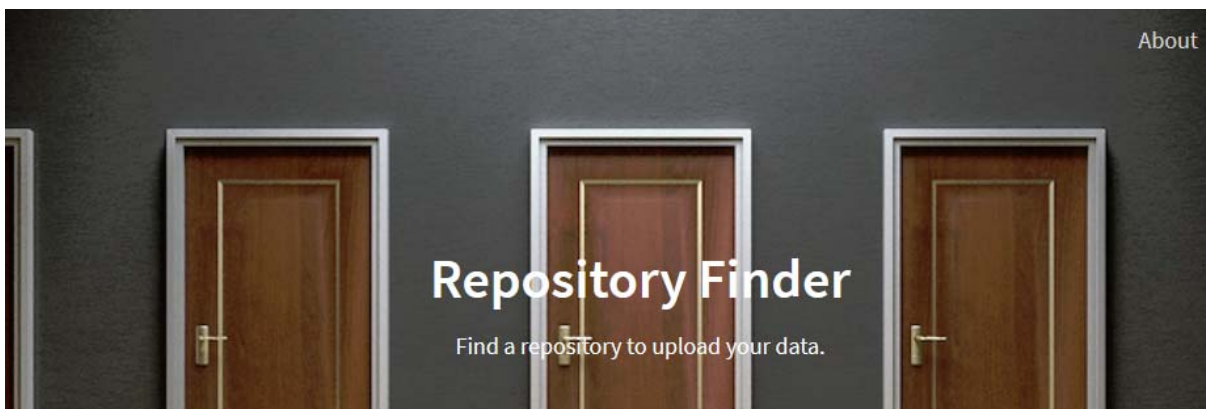 About
Repository Finder
Find a repository to upload your data.